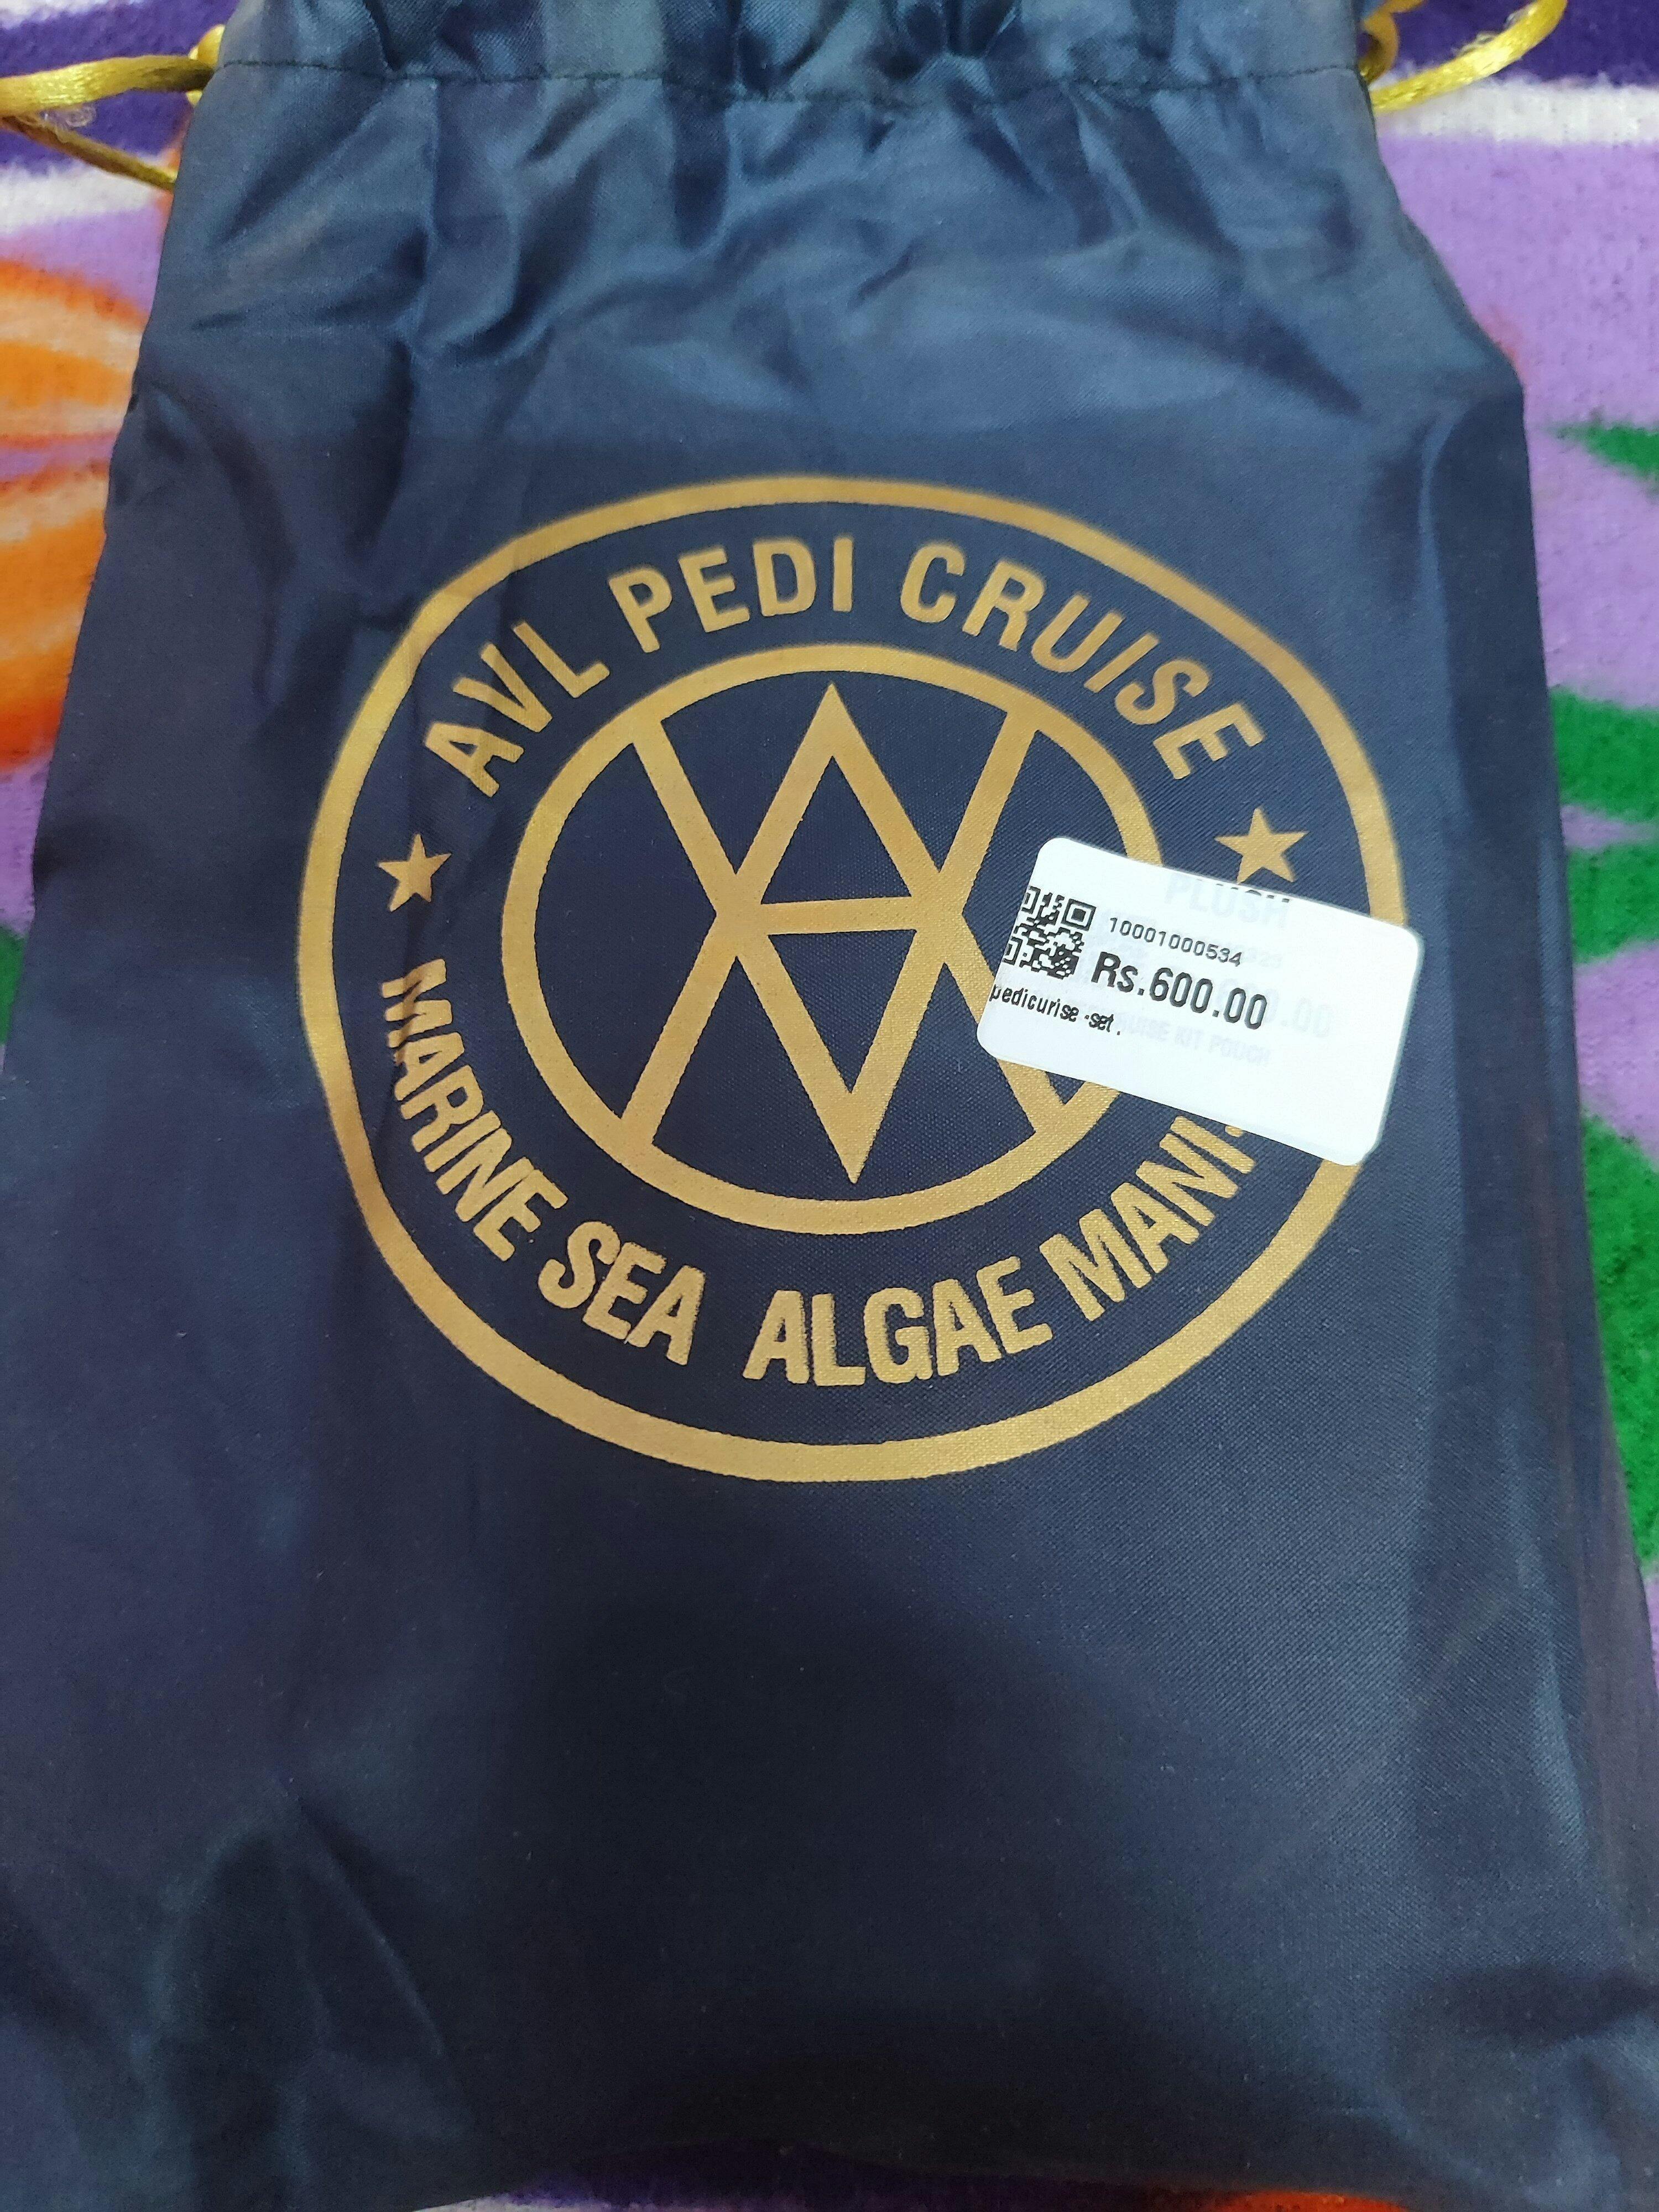 AVL PEDI CRUISE
PLUSH
10001000534
Rs.600.00
pedicurise -set.
MARINE SEA ALGAE MANI-